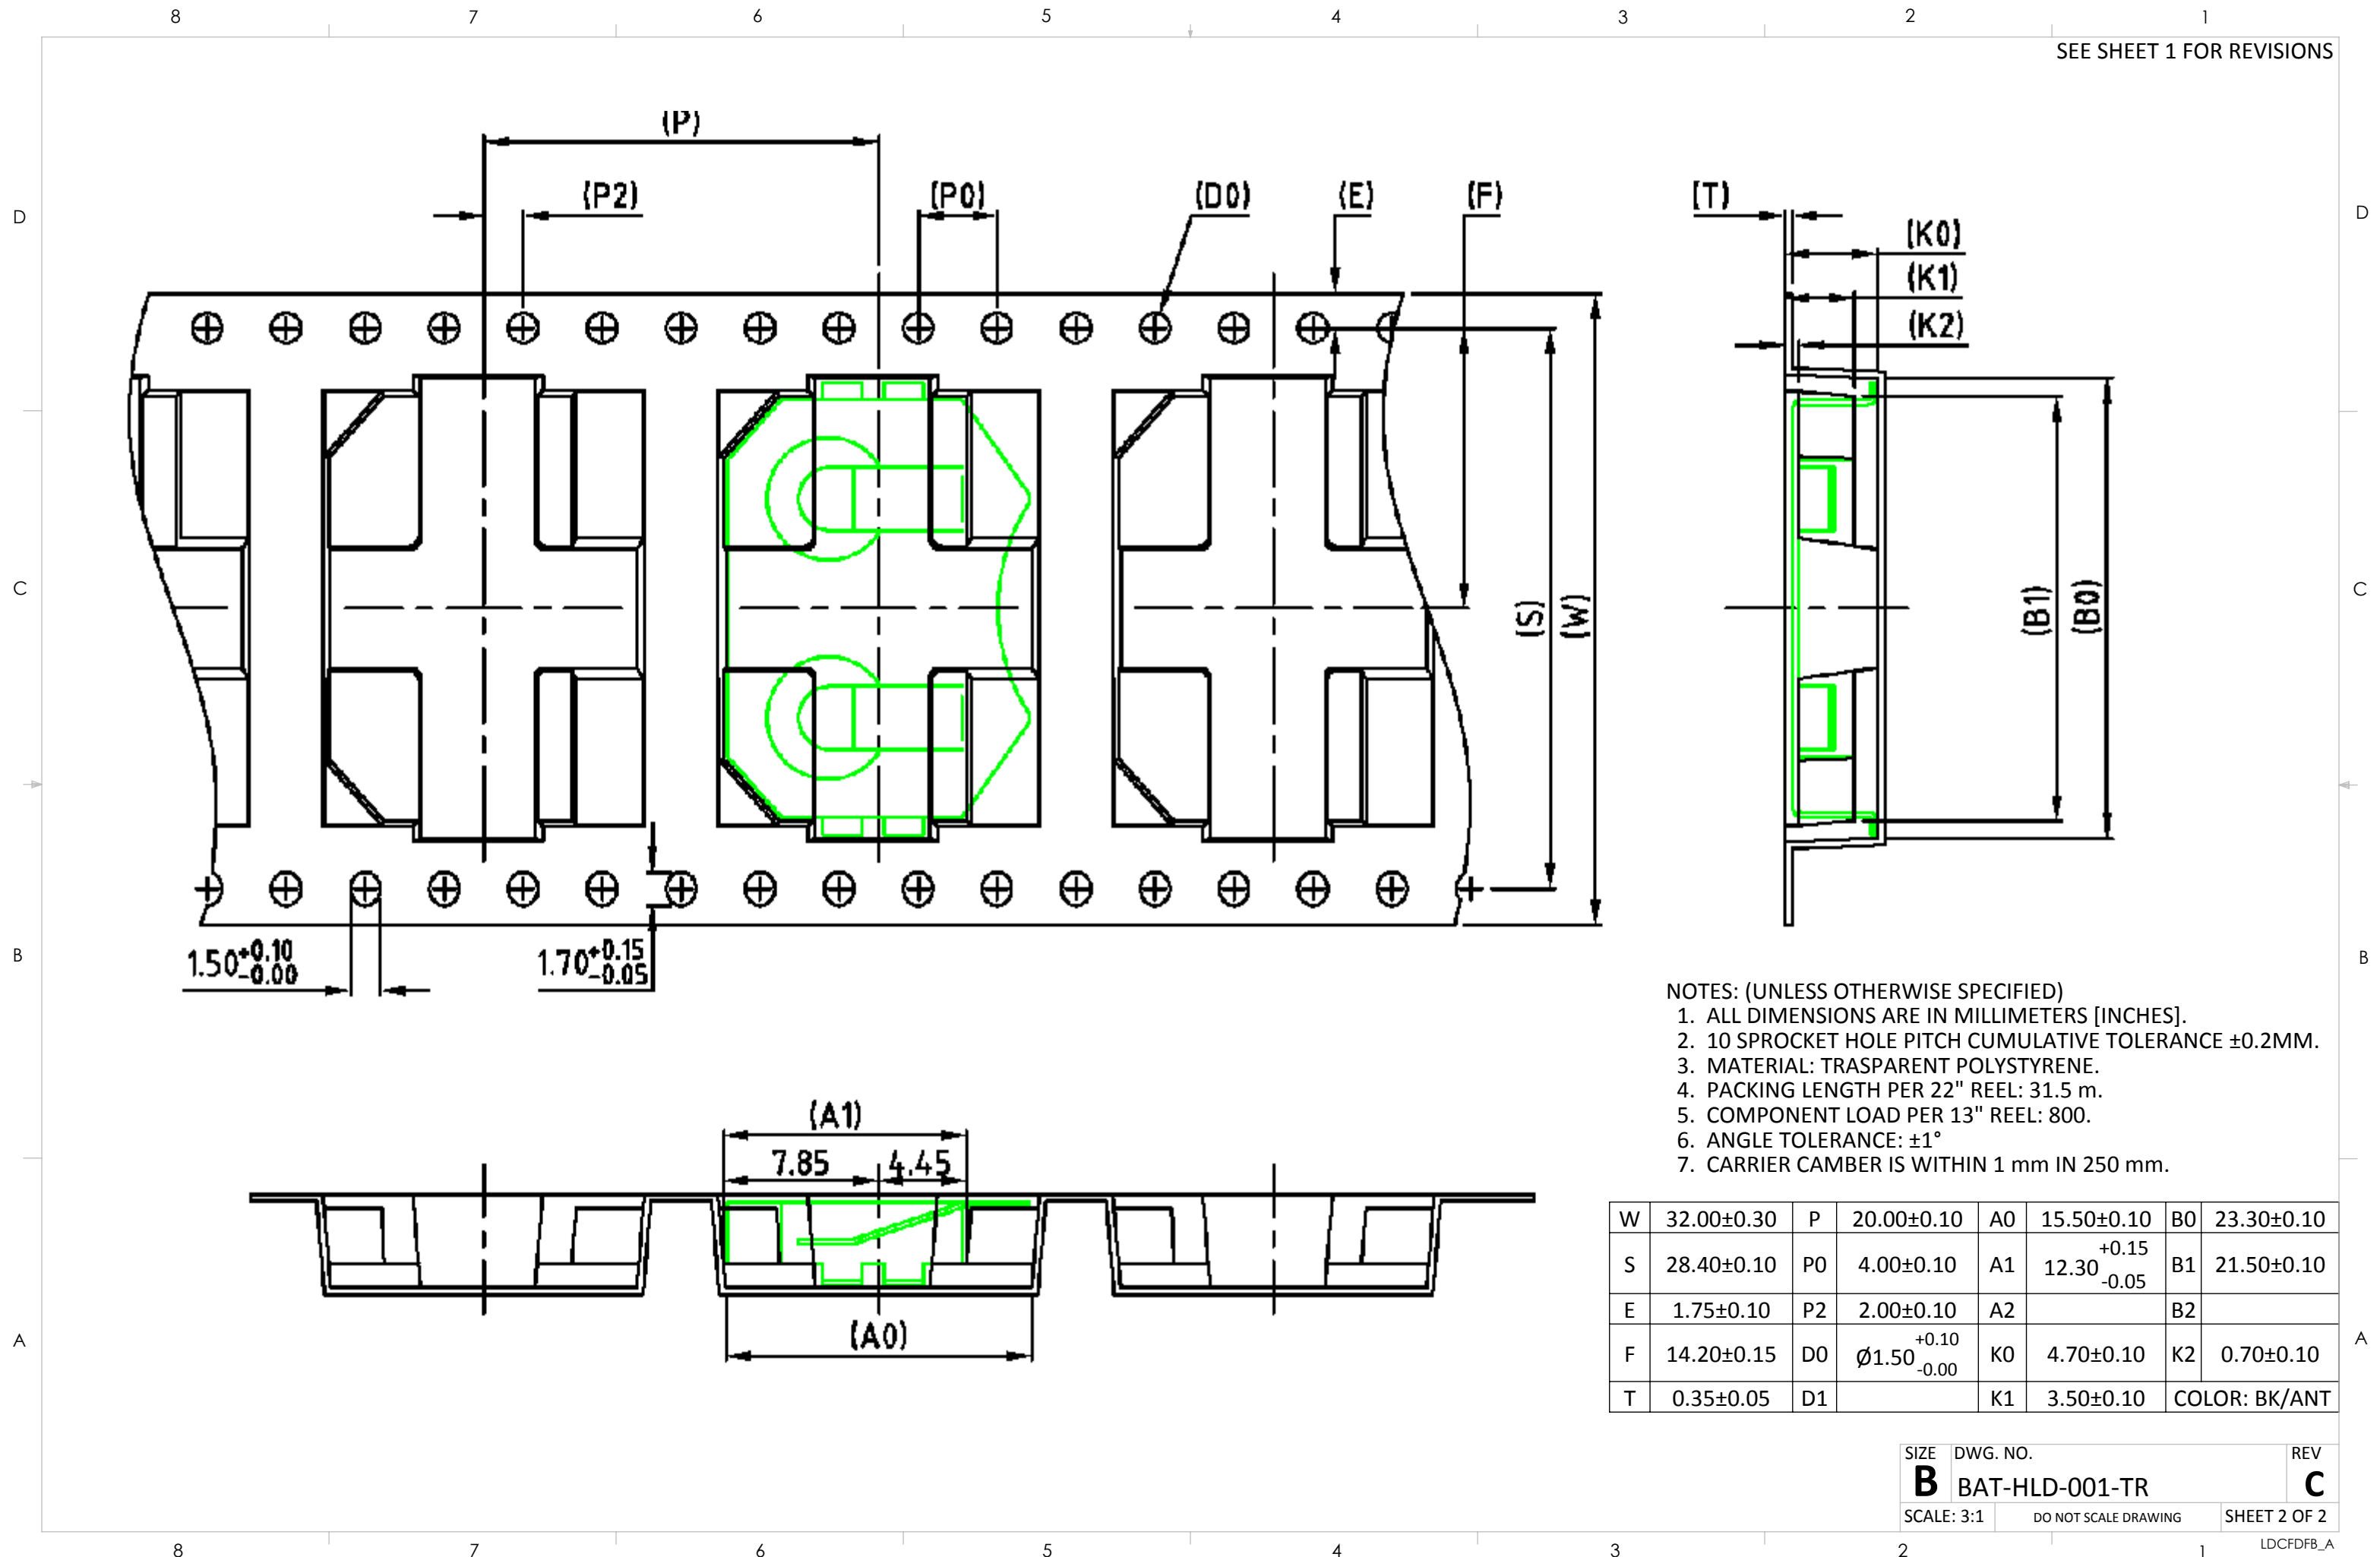 8 7 6 5 4 3 2 1
SEE SHEET 1 FOR REVISIONS
(P)
(P2) (P0) (D0) (E) (F) (T)
D D
(K0)
(K1)
(K2)
C C
(S) (W) (B1) (B0)
B B
1.50 +0.10 -0.00
1.70 +0.15 -0.05
NOTES: (UNLESS OTHERWISE SPECIFIED)
1. ALL DIMENSIONS ARE IN MILLIMETERS [INCHES].
2. 10 SPROCKET HOLE PITCH CUMULATIVE TOLERANCE ±0.2MM.
3. MATERIAL: TRASPARENT POLYSTYRENE.
4. PACKING LENGTH PER 22" REEL: 31.5 m.
5. COMPONENT LOAD PER 13" REEL: 800.
6. ANGLE TOLERANCE: ±1°
7. CARRIER CAMBER IS WITHIN 1 mm IN 250 mm.
(A1)
7.85 4.45
(A0)
A A
W 32.00±0.30 P 20.00±0.10 A0 15.50±0.10 B0 23.30±0.10
S 28.40±0.10 P0 4.00±0.10 A1 12.30 +0.15 -0.05 B1 21.50±0.10
E 1.75±0.10 P2 2.00±0.10 A2 B2
F 14.20±0.15 D0 Ø1.50 +0.10 -0.00 K0 4.70±0.10 K2 0.70±0.10
T 0.35±0.05 D1 K1 3.50±0.10 COLOR: BK/ANT
SIZE DWG. NO. REV
B BAT-HLD-001-TR C
SCALE: 3:1 DO NOT SCALE DRAWING SHEET 2 OF 2
8 7 6 5 4 3 2 1
LDCFDFB_A